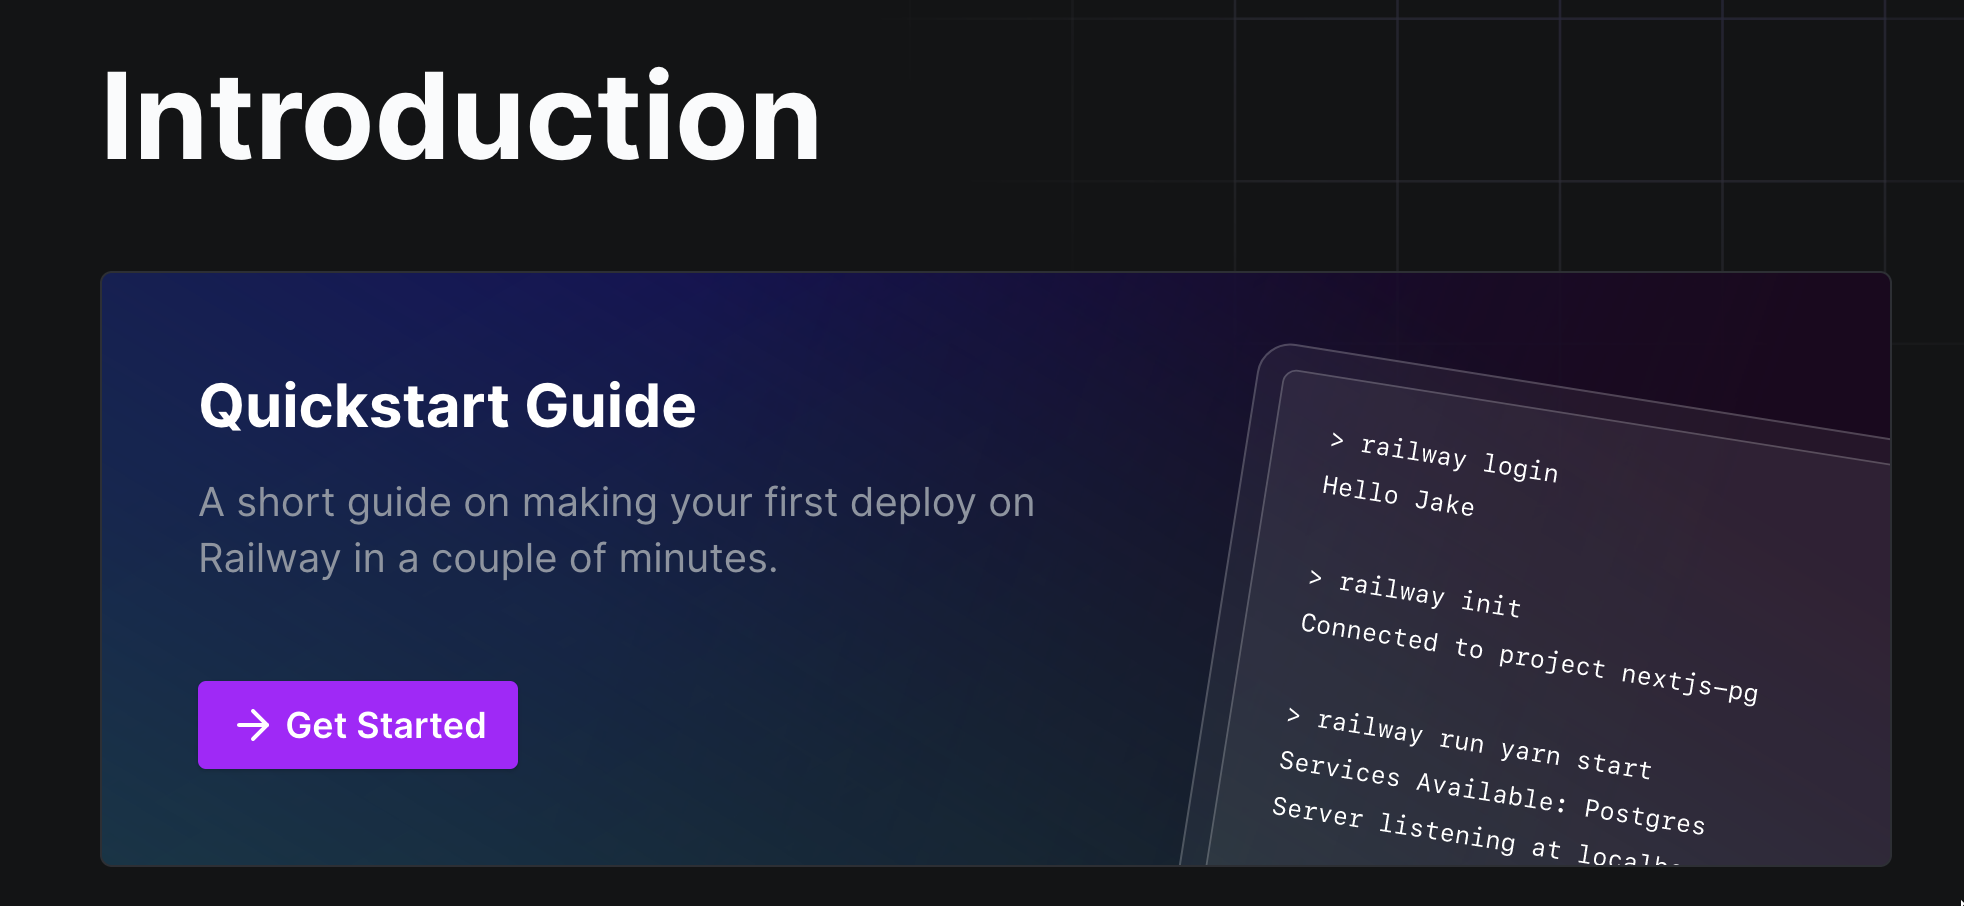 Introduction
Quickstart Guide
A short guide on making your first deploy on
Railway in a couple of minutes.
→ Get Started
> railway login
Hello Jake
> railway init
Connected to project nextjs-pg
> railway run yarn start
Services Available: Postgres
Server listening at